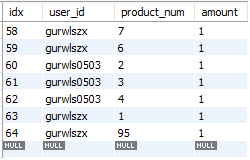 idx user_id product_num amount
58 gurwlszx 7 1
59 gurwlszx 6 1
60 gurwls0503 2 1
61 gurwls0503 3 1
62 gurwls0503 4 1
63 gurwlszx 1 1
64 gurwlszx 95 1
NULL NULL NULL NULL